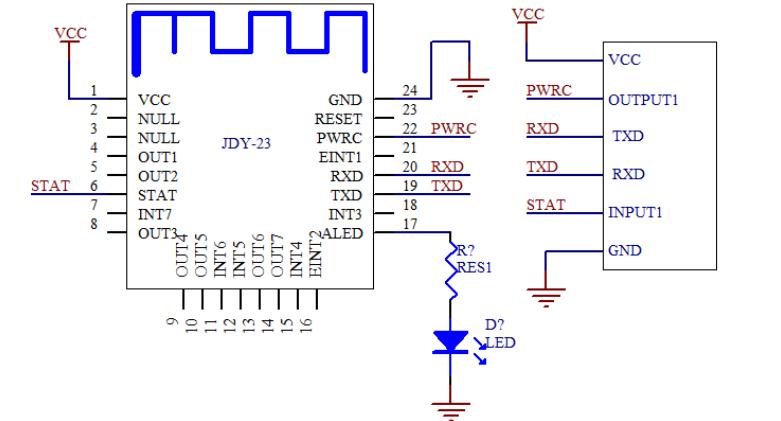 VCC
1 VCC
2 NULL
3 NULL
4 OUT1
5 OUT2
STAT 6 STAT
7 INT7
8 OUT3
JDY-23
GND 24
RESET 23
PWRC 22 PWRC
EINT1 21
RXD 20 RXD
TXD 19 TXD
INT3 18
ALED 17
OUT4
OUT5
INT6
INT5
OUT6
OUT7
INT4
EINT2
9
10
11
12
13
14
15
16
R?
RES1
D?
LED
VCC
VCC
PWRC OUTPUT1
RXD TXD
TXD RXD
STAT INPUT1
GND